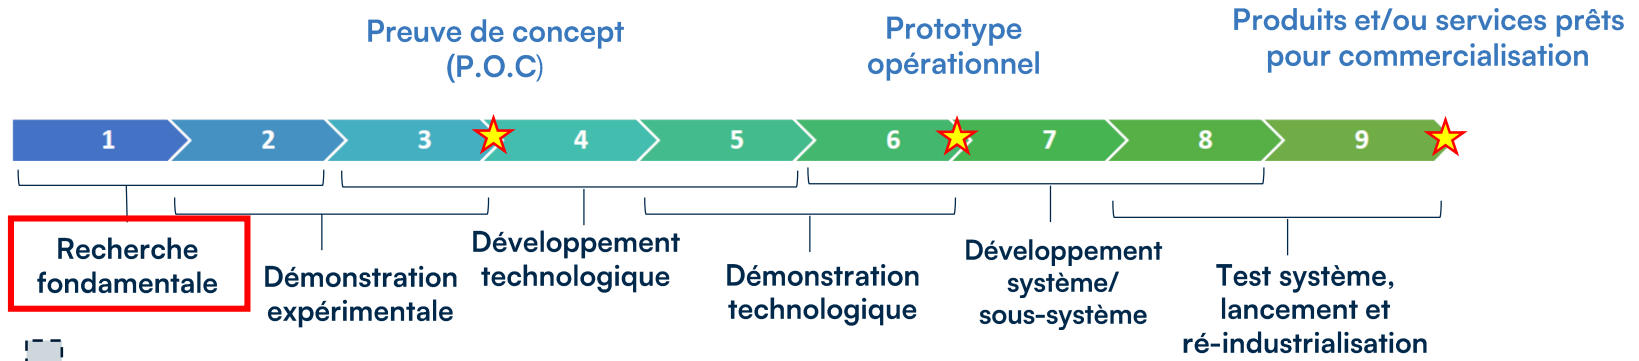 Preuve de concept
(P.O.C)
Prototype
opérationnel
Produits et/ou services prêts
pour commercialisation
1 2 3 4 5 6 7 8 9
Recherche
fondamentale
Démonstration
expérimentale
Développement
technologique
Démonstration
technologique
Développement
système/
sous-système
Test système,
lancement et
ré-industrialisation